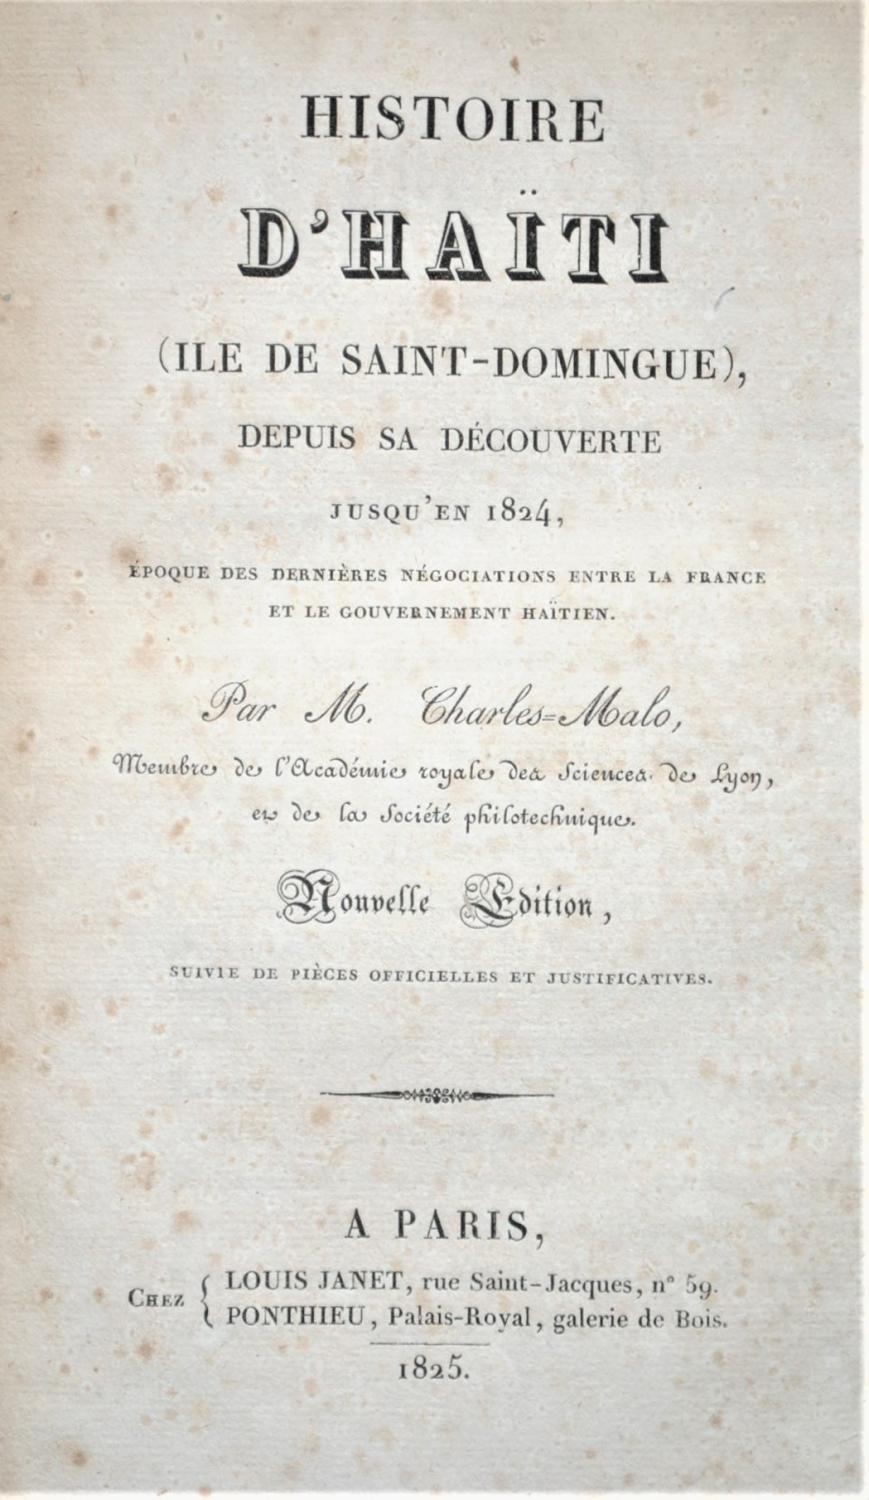 HISTOIRE
D'HAÏTI
(ILE DE SAINT-DOMINGUE),
DEPUIS SA DÉCOUVERTE
JUSQU'EN 1824,
ÉPOQUE DES DERNIÈRES NÉGOCIATIONS ENTRE LA FRANCE
ET LE GOUVERNEMENT HAÏTIEN.
Par M. Charles=Malo,
Membre de l'Académie royale des Sciences de Lyon,
et de la Société philotechnique.
Nouvelle Edition,
SUIVIE DE PIÈCES OFFICIELLES ET JUSTIFICATIVES.
A PARIS,
CHEZ { LOUIS JANET, rue Saint-Jacques, n° 59.
PONTHIEU, Palais-Royal, galerie de Bois.
1825.